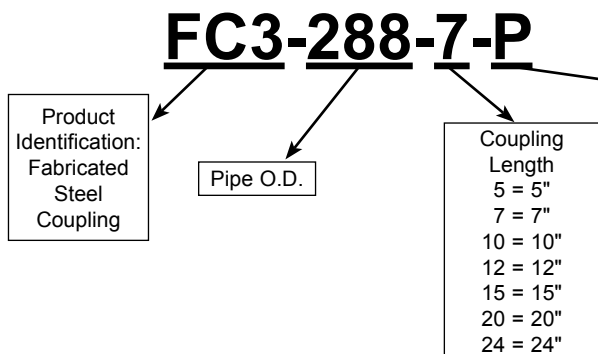 FC3-288-7-P
Product
Identification:
Fabricated
Steel
Coupling
Pipe O.D.
Coupling
Length
5 = 5"
7 = 7"
10 = 10"
12 = 12"
15 = 15"
20 = 20"
24 = 24"